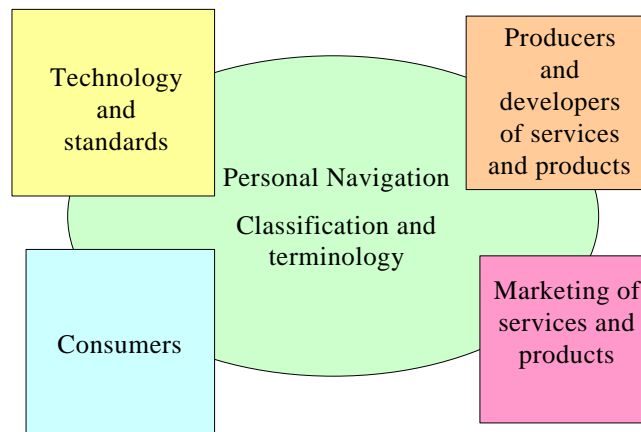 Technology
and
standards
Producers
and
developers
of services
and products
Personal Navigation
Classification and
terminology
Consumers
Marketing of
services and
products